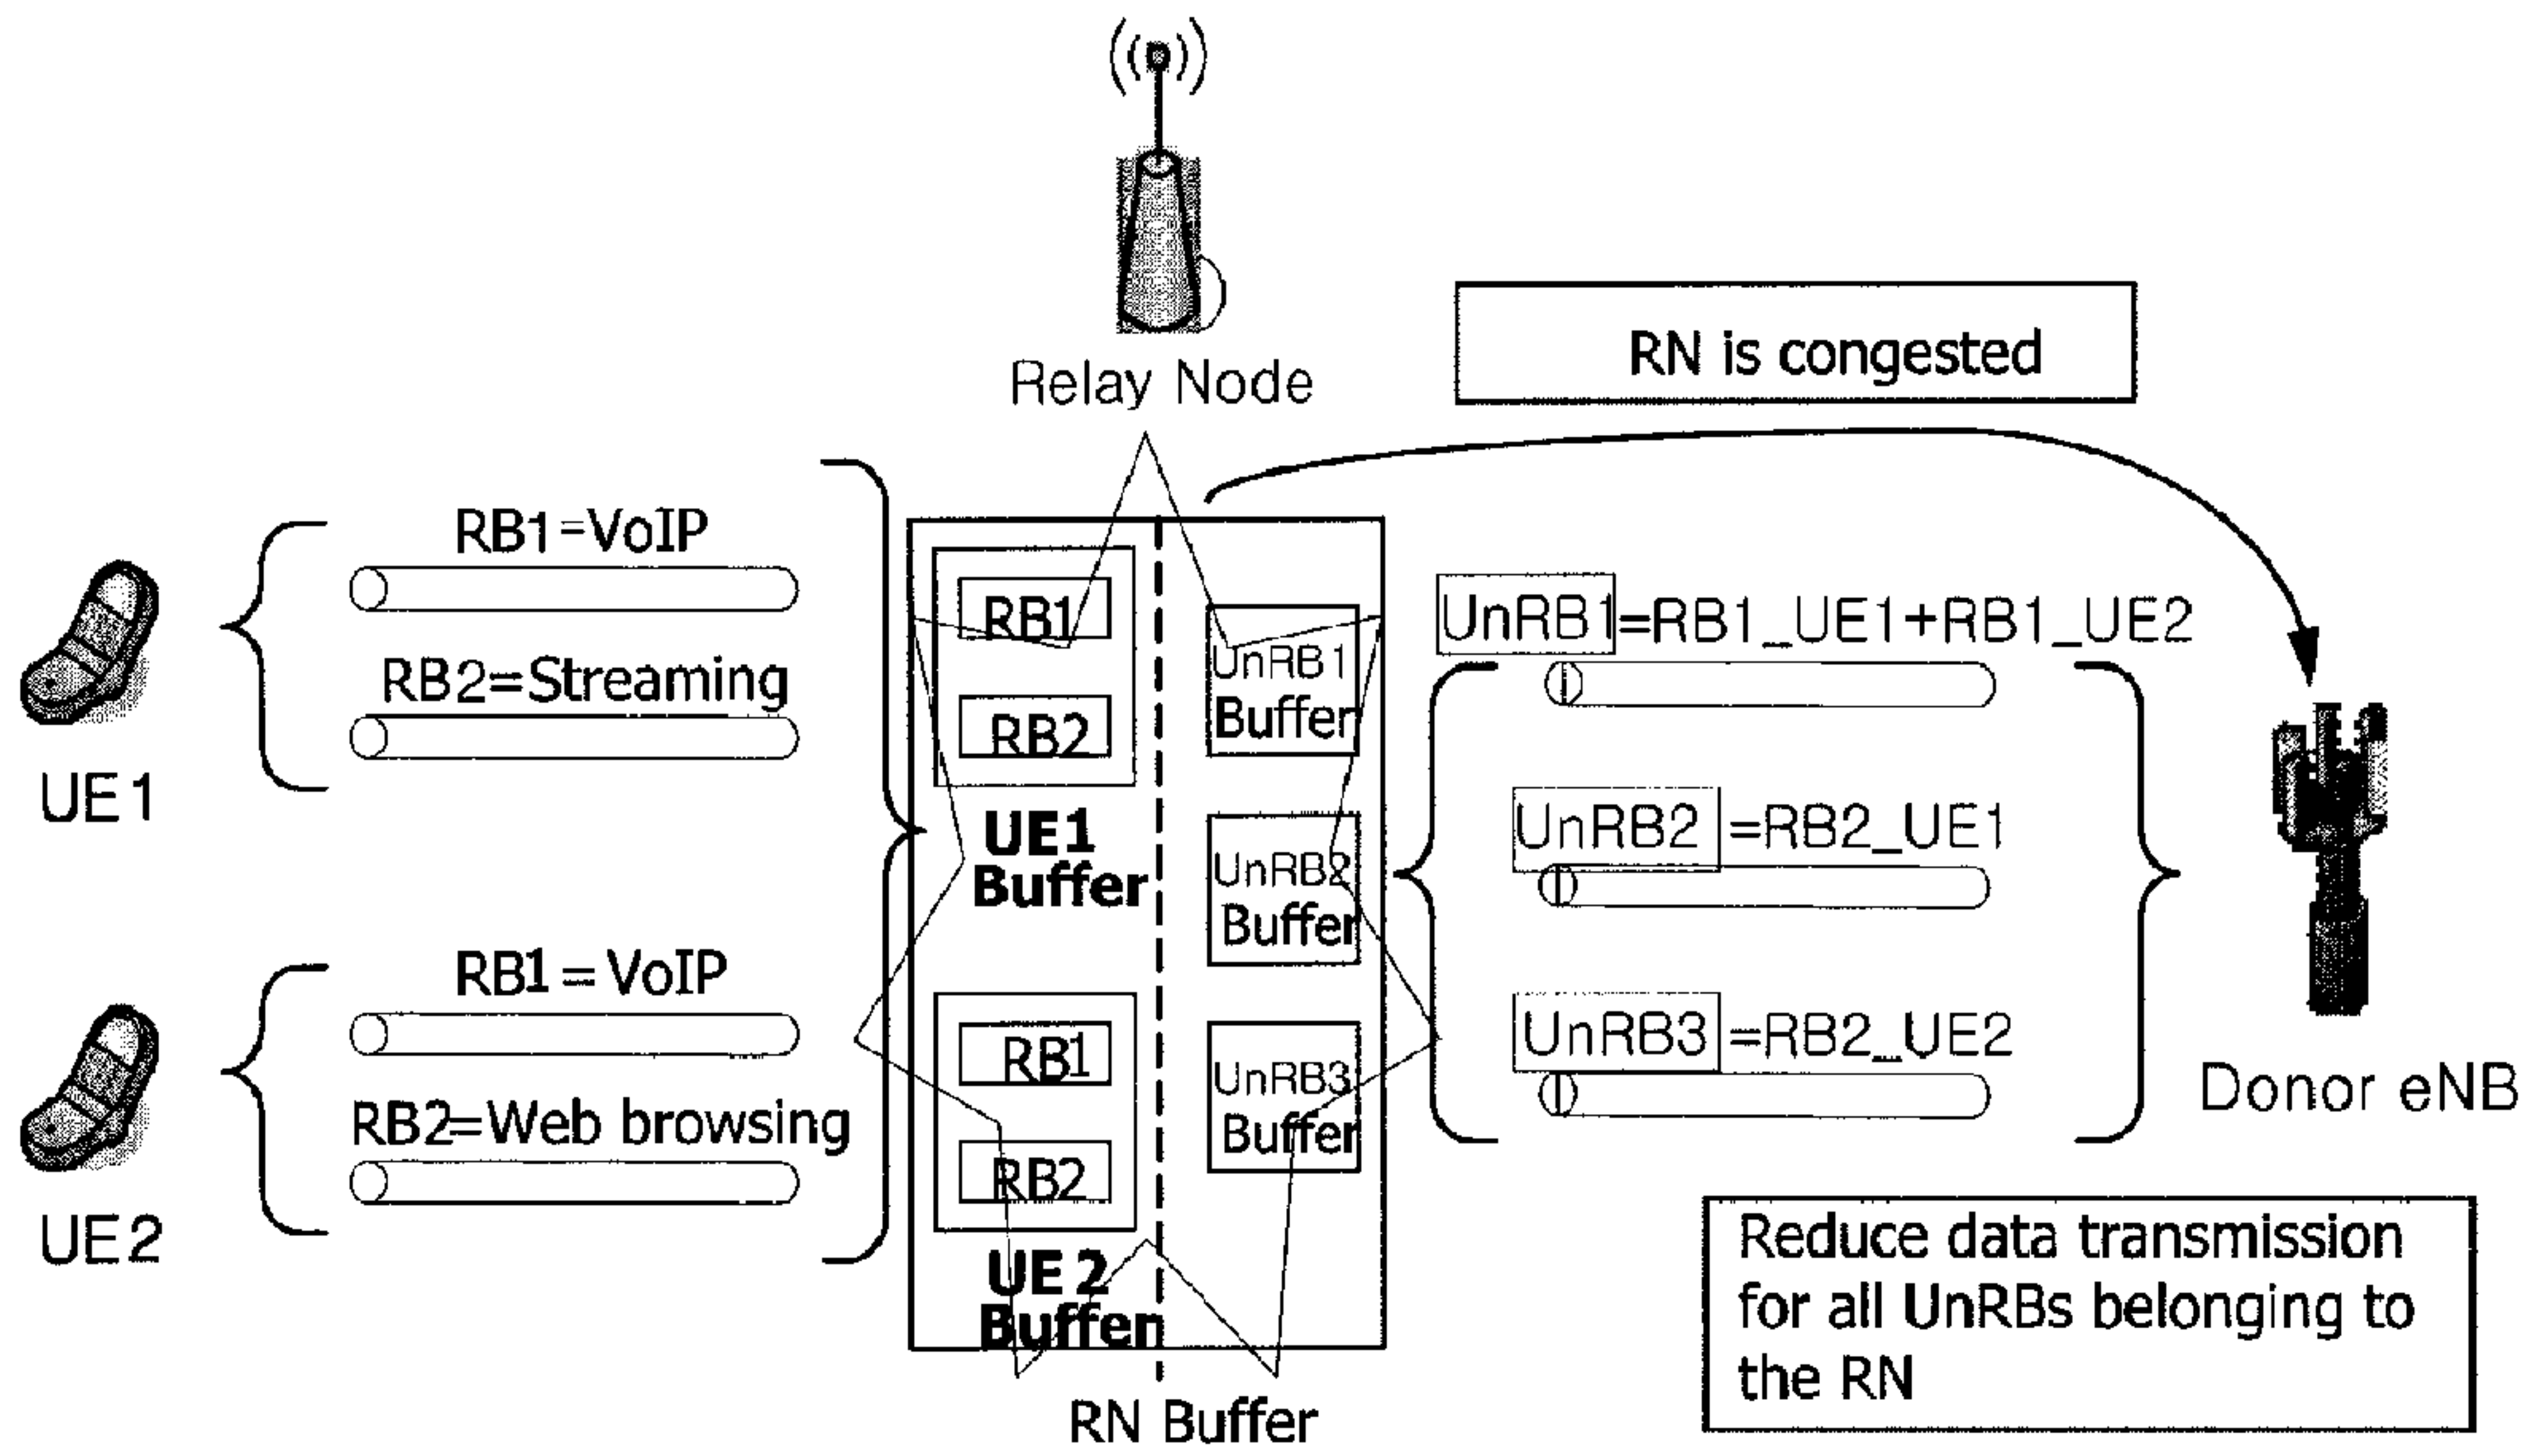 Relay Node
RN is congested
RB1=VoIP
RB2=Streaming
UE1
RB1
RB2
UE1
Buffer
UnRB1
Buffer
UnRB1=RB1_UE1+RB1_UE2
UnRB2
Buffer
UnRB2=RB2_UE1
RB1=VoIP
RB2=Web browsing
UE2
RB1
RB2
UE2
Buffer
UnRB3
Buffer
UnRB3=RB2_UE2
Donor eNB
Reduce data transmission
for all UnRBs belonging to
the RN
RN Buffer